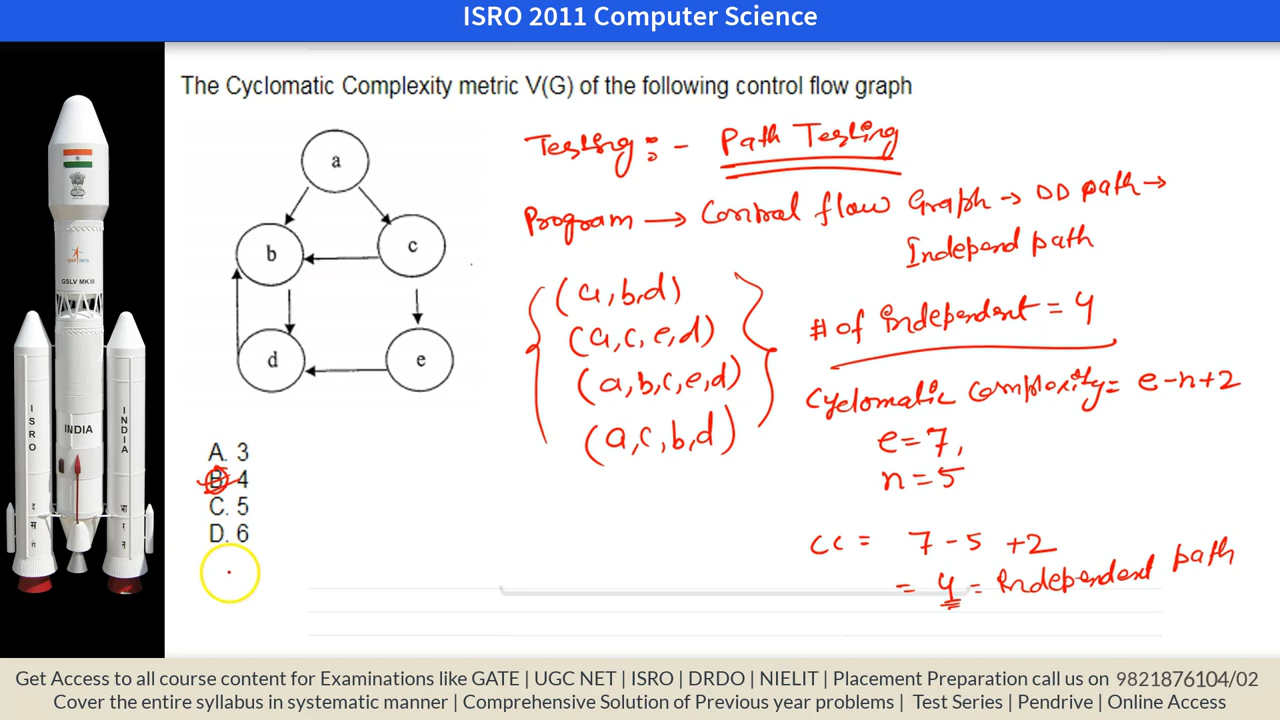 ISRO 2011 Computer Science
The Cyclomatic Complexity metric V(G) of the following control flow graph
a
b
c
d
e
A. 3
B. 4
C. 5
D. 6
Testing :- Path Testing
Program → Control flow Graph → DD path →
Independ path
(a,b,d)
(a,c,e,d)
(a,b,c,e,d)
(a,c,b,d)
# of independent = 4
Cyclomatic Complexity = e-n+2
e=7,
n=5
CC = 7-5+2
= 4 = independent path
GSLV MK III
ISRO
INDIA
INDIA
Get Access to all course content for Examinations like GATE | UGC NET | ISRO | DRDO | NIELIT | Placement Preparation call us on 9821876104/02
Cover the entire syllabus in systematic manner | Comprehensive Solution of Previous year problems | Test Series | Pendrive | Online Access